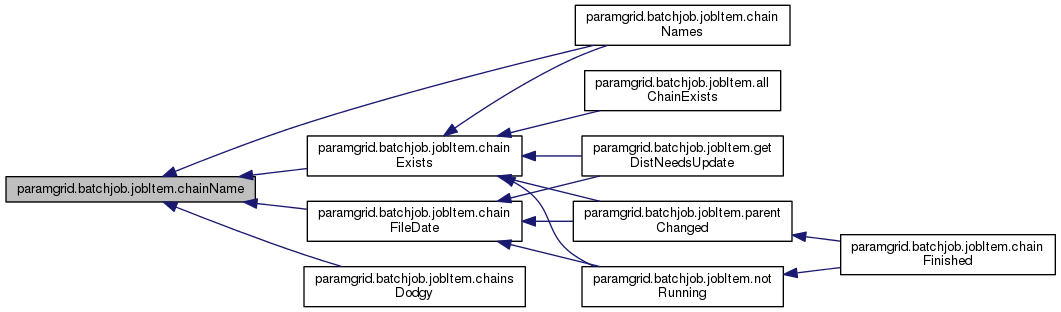 paramgrid.batchjob.jobItem.chain
Names
paramgrid.batchjob.jobItem.all
ChainExists
paramgrid.batchjob.jobItem.chain
Exists
paramgrid.batchjob.jobItem.get
DistNeedsUpdate
paramgrid.batchjob.jobItem.chainName
paramgrid.batchjob.jobItem.chain
FileDate
paramgrid.batchjob.jobItem.parent
Changed
paramgrid.batchjob.jobItem.chain
Finished
paramgrid.batchjob.jobItem.chains
Dodgy
paramgrid.batchjob.jobItem.not
Running